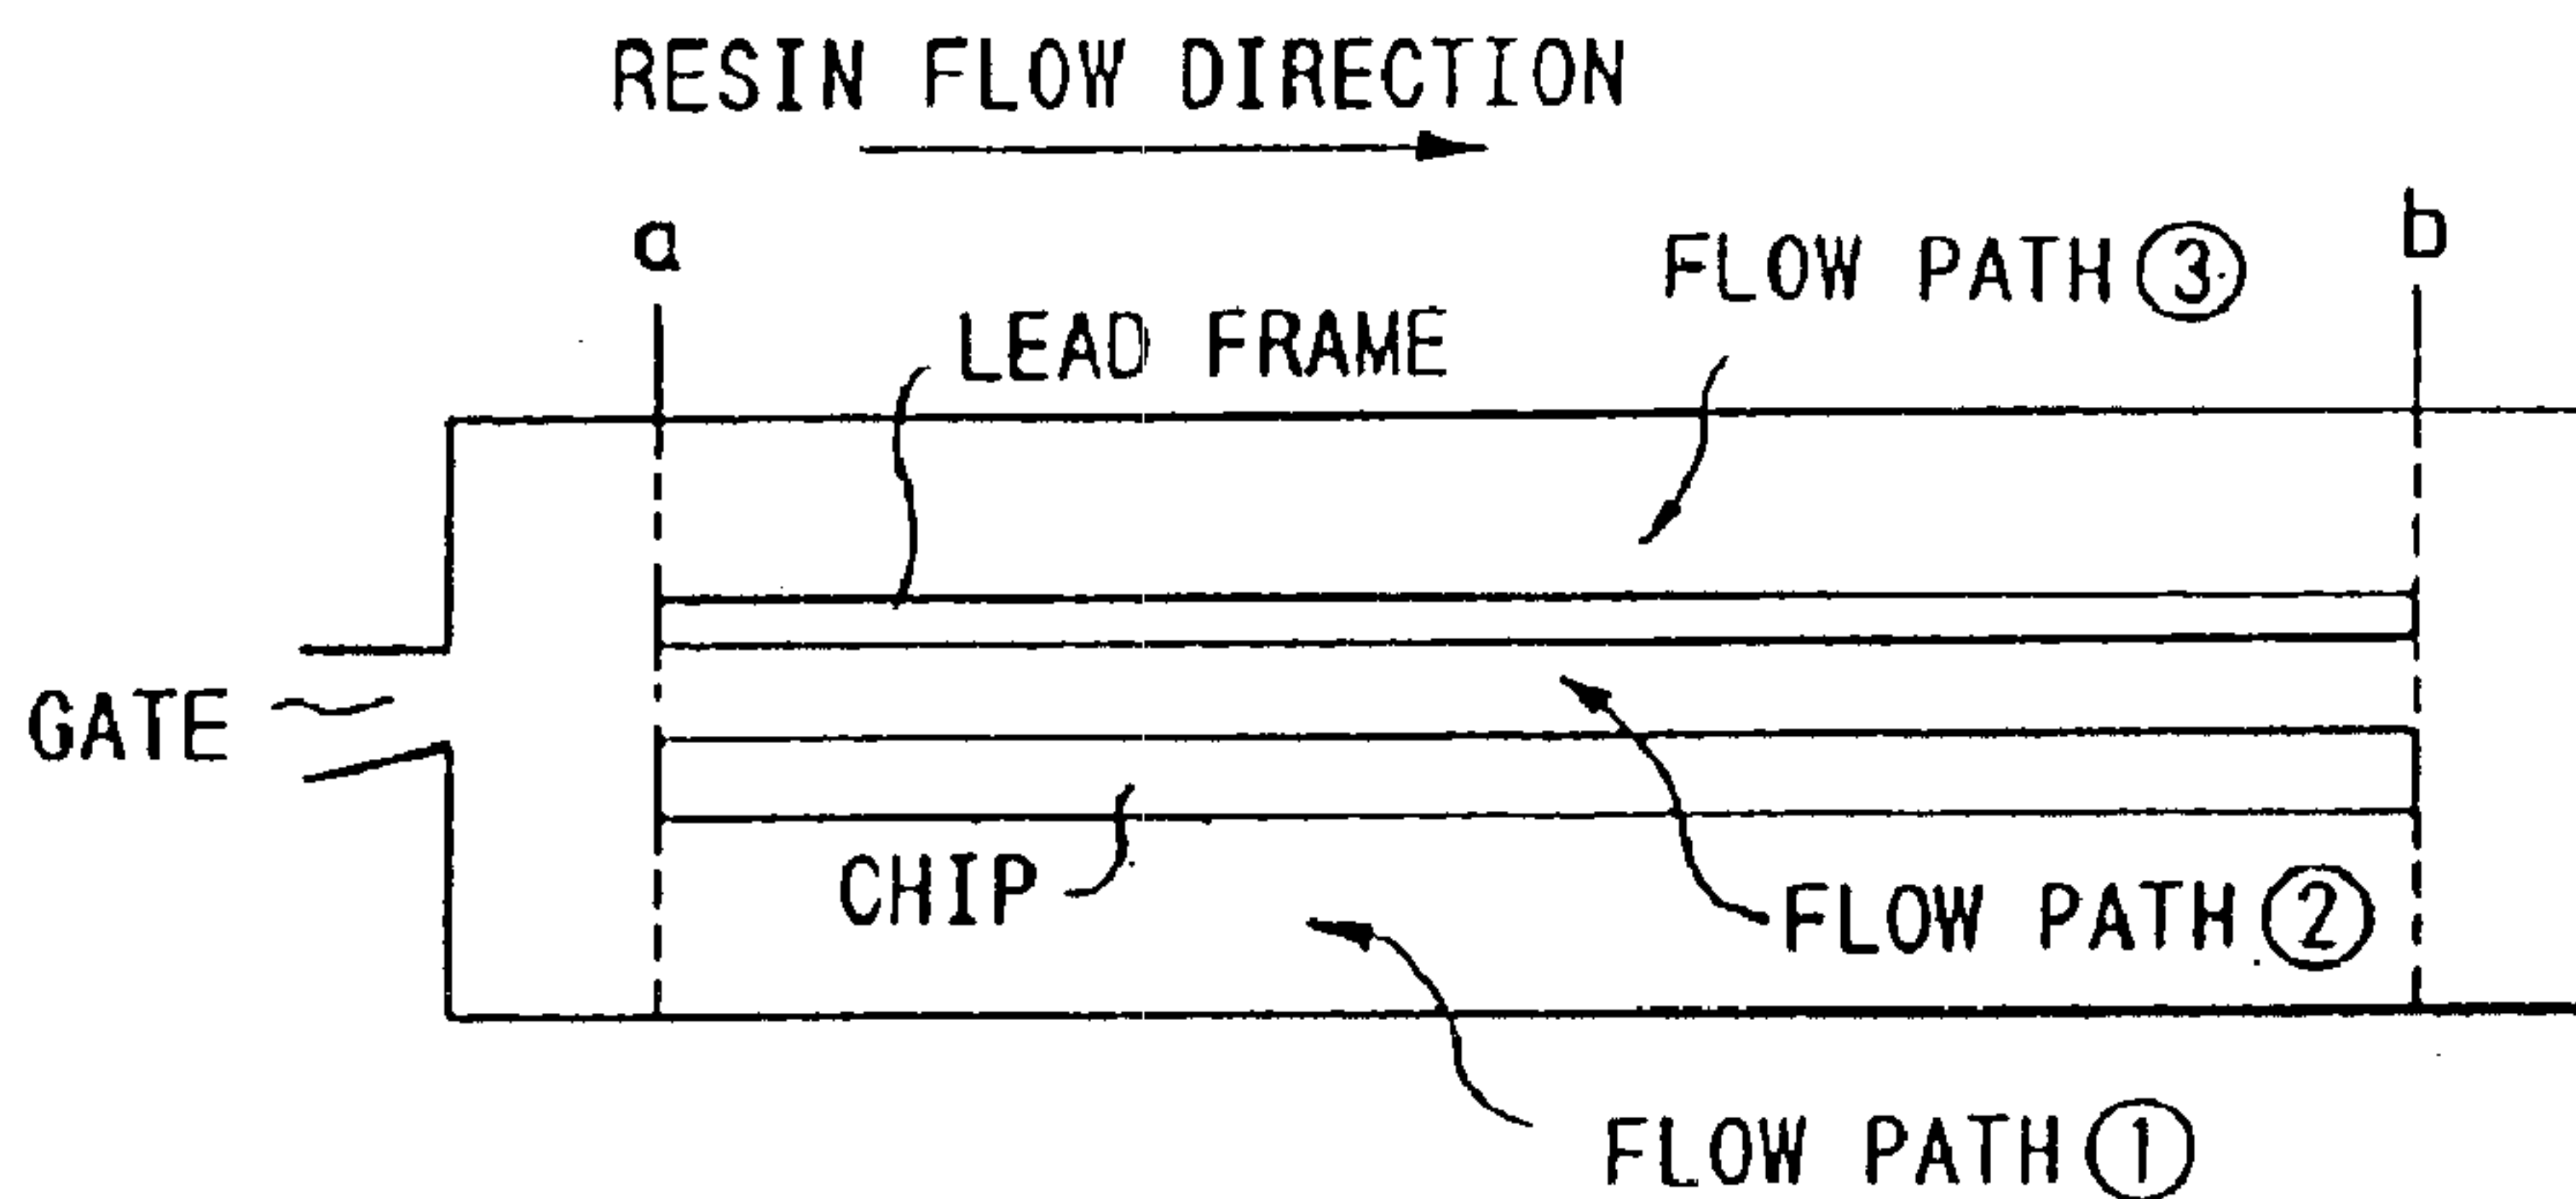 RESIN FLOW DIRECTION
a
b
FLOW PATH ③
LEAD FRAME
GATE
CHIP
FLOW PATH ②
FLOW PATH ①